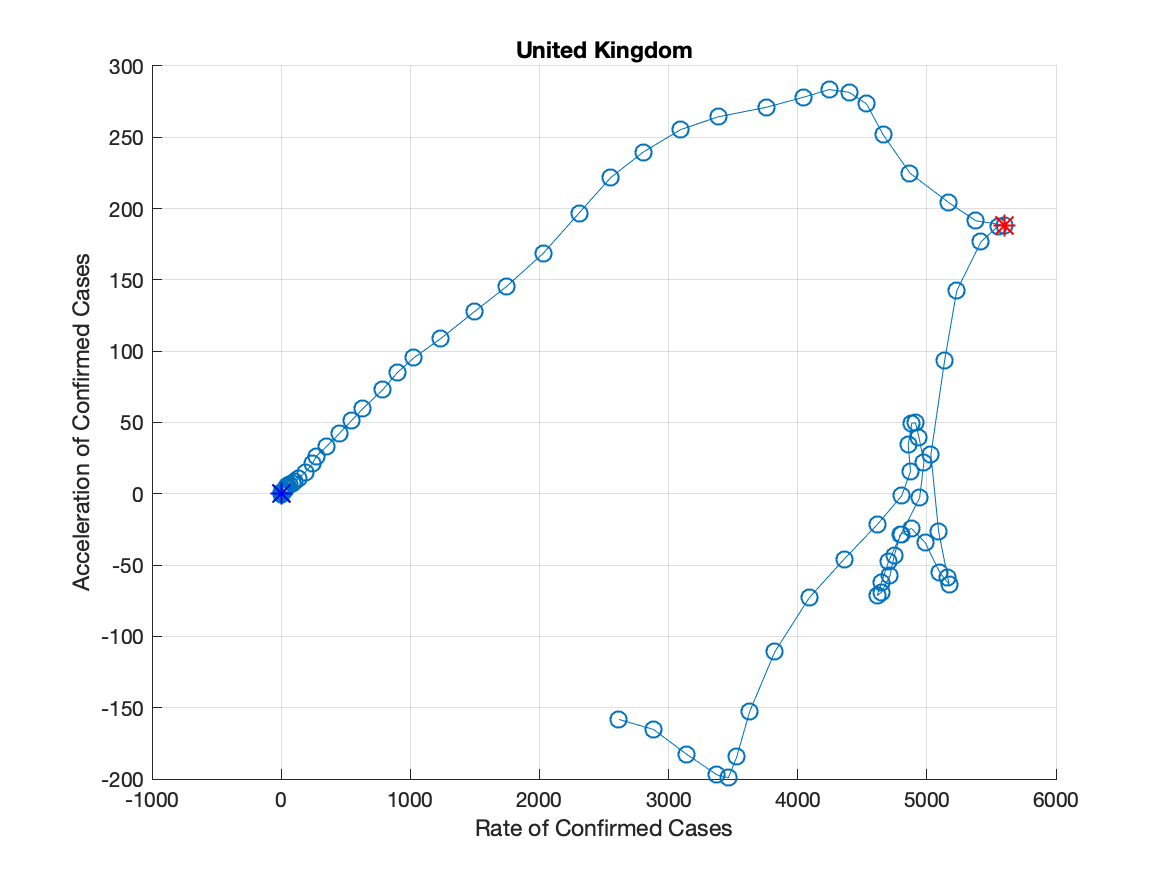 United Kingdom
300
250
200
150
100
50
0
-50
-100
-150
-200
Acceleration of Confirmed Cases
-1000 0 1000 2000 3000 4000 5000 6000
Rate of Confirmed Cases